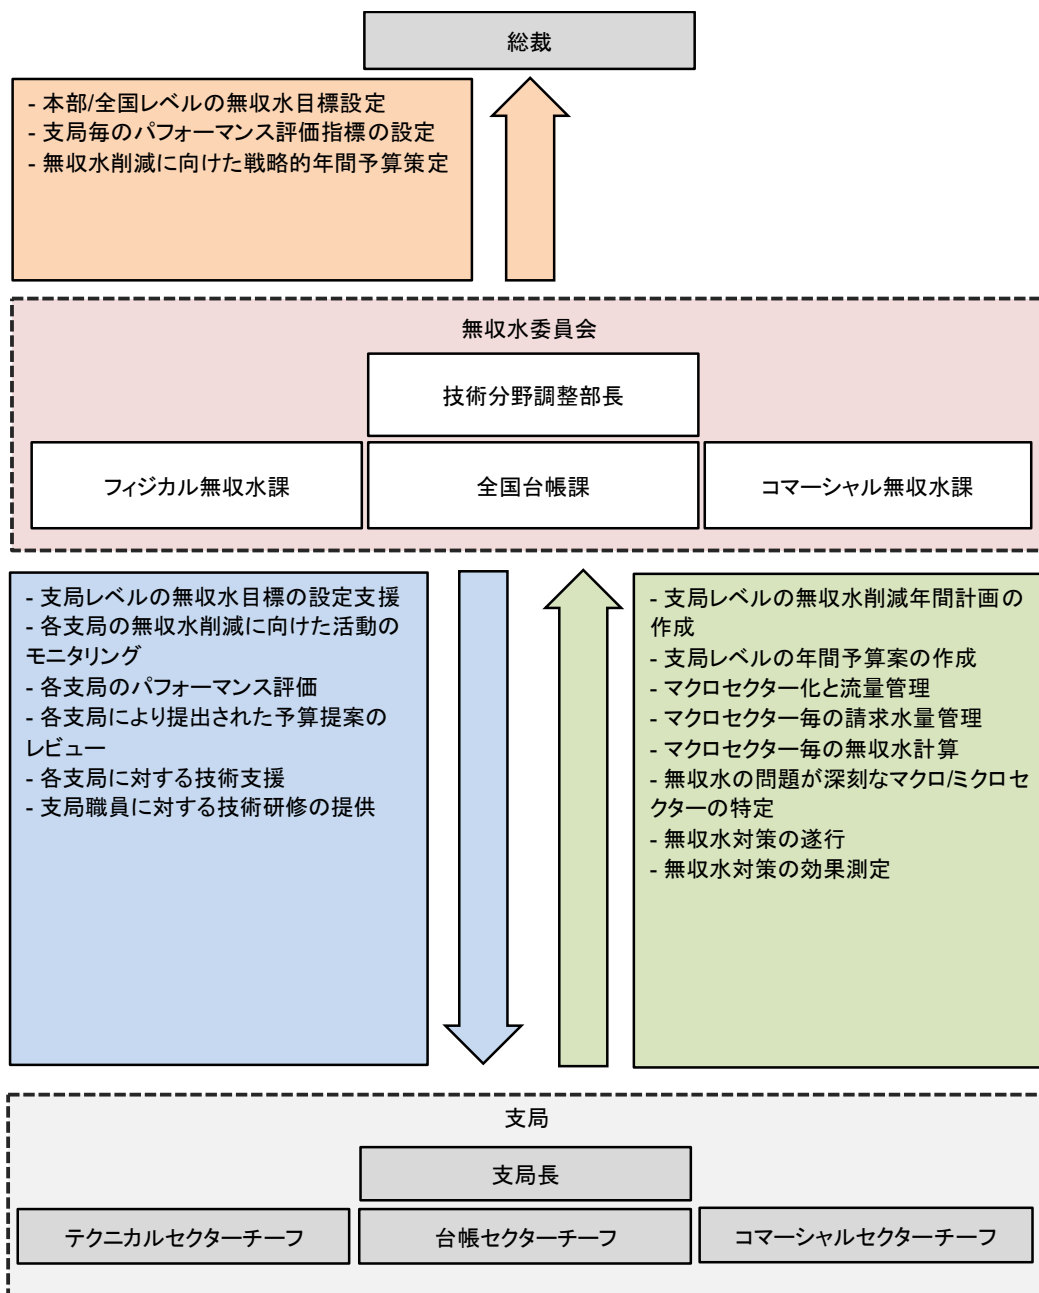 総裁
- 本部/全国レベルの無収水目標設定
- 支局毎のパフォーマンス評価指標の設定
- 無収水削減に向けた戦略的年間予算策定
無収水委員会
技術分野調整部長
フィジカル無収水課
全国台帳課
コマーシャル無収水課
- 支局レベルの無収水目標の設定支援
- 各支局の無収水削減に向けた活動の
モニタリング
- 各支局のパフォーマンス評価
- 各支局により提出された予算提案の
レビュー
- 各支局に対する技術支援
- 支局職員に対する技術研修の提供
- 支局レベルの無収水削減年間計画の
作成
- 支局レベルの年間予算案の作成
- マクロセクター化と流量管理
- マクロセクター毎の請求水量管理
- マクロセクター毎の無収水計算
- 無収水の問題が深刻なマクロ/ミクロセ
クターの特定
- 無収水対策の遂行
- 無収水対策の効果測定
支局
支局長
テクニカルセクターチーフ
台帳セクターチーフ
コマーシャルセクターチーフ